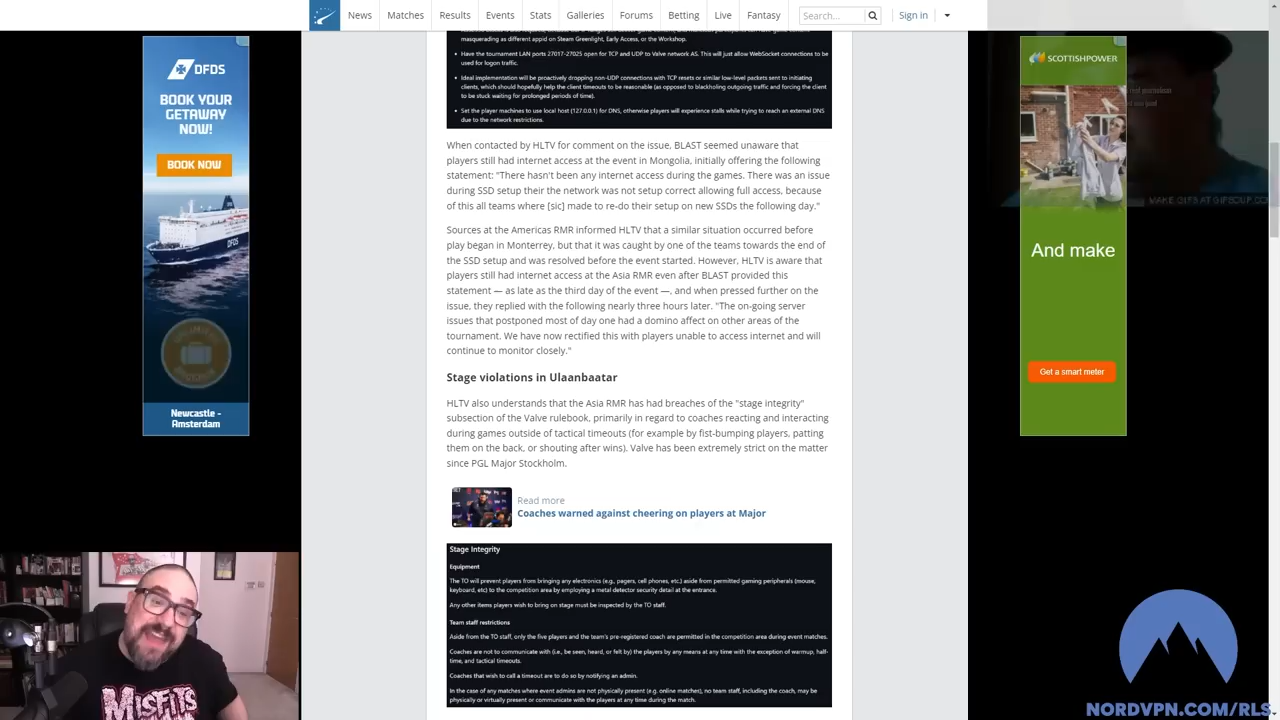 News Matches Results Events Stats Galleries Forums Betting Live Fantasy Search... Sign in
masquerading as different appid on Steam Greenlight, Early Access, or the Workshop.
Have the tournament LAN ports 27017-27025 open for TCP and UDP to Valve network AS. This will just allow WebSocket connections to be
used for logon traffic.
Ideal implementation will be proactively dropping non-UDP connections with TCP resets or similar low-level packets sent to initiating
clients, which should hopefully help the client timeouts to be reasonable (as opposed to blackholing outgoing traffic and forcing the client
to be stuck waiting for prolonged periods of time).
Set the player machines to use local host (127.0.0.1) for DNS, otherwise players will experience stalls while trying to reach an external DNS
due to the network restrictions.
When contacted by HLTV for comment on the issue, BLAST seemed unaware that
players still had internet access at the event in Mongolia, initially offering the following
statement: "There hasn't been any internet access during the games. There was an issue
during SSD setup their the network was not setup correct allowing full access, because
of this all teams where [sic] made to re-do their setup on new SSDs the following day."
Sources at the Americas RMR informed HLTV that a similar situation occurred before
play began in Monterrey, but that it was caught by one of the teams towards the end of
the SSD setup and was resolved before the event started. However, HLTV is aware that
players still had internet access at the Asia RMR even after BLAST provided this
statement — as late as the third day of the event —, and when pressed further on the
issue, they replied with the following nearly three hours later. "The on-going server
issues that postponed most of day one had a domino affect on other areas of the
tournament. We have now rectified this with players unable to access internet and will
continue to monitor closely."
Stage violations in Ulaanbaatar
HLTV also understands that the Asia RMR has had breaches of the "stage integrity"
subsection of the Valve rulebook, primarily in regard to coaches reacting and interacting
during games outside of tactical timeouts (for example by fist-bumping players, patting
them on the back, or shouting after wins). Valve has been extremely strict on the matter
since PGL Major Stockholm.
Read more
Coaches warned against cheering on players at Major
Stage Integrity
Equipment
The TO will prevent players from bringing any electronics (e.g., pagers, cell phones, etc.) aside from permitted gaming peripherals (mouse,
keyboard, etc) to the competition area by employing a metal detector security detail at the entrance.
Any other items players wish to bring on stage must be inspected by the TO staff.
Team staff restrictions
Aside from the TO staff, only the five players and the team's pre-registered coach are permitted in the competition area during event matches.
Coaches are not to communicate with (i.e., be seen, heard, or felt by) the players by any means at any time with the exception of warmup, half-
time, and tactical timeouts.
Coaches that wish to call a timeout are to do so by notifying an admin.
In the case of any matches where event admins are not physically present (e.g. online matches), no team staff, including the coach, may be
physically or virtually present or communicate with the players at any time during the match.
DFDS
BOOK YOUR
GETAWAY
NOW!
BOOK NOW
Newcastle -
Amsterdam
SCOTTISHPOWER
And make
Get a smart meter
MAKE GIFS AT GIFSOUP.COM
NORDVPN.COM/RLS